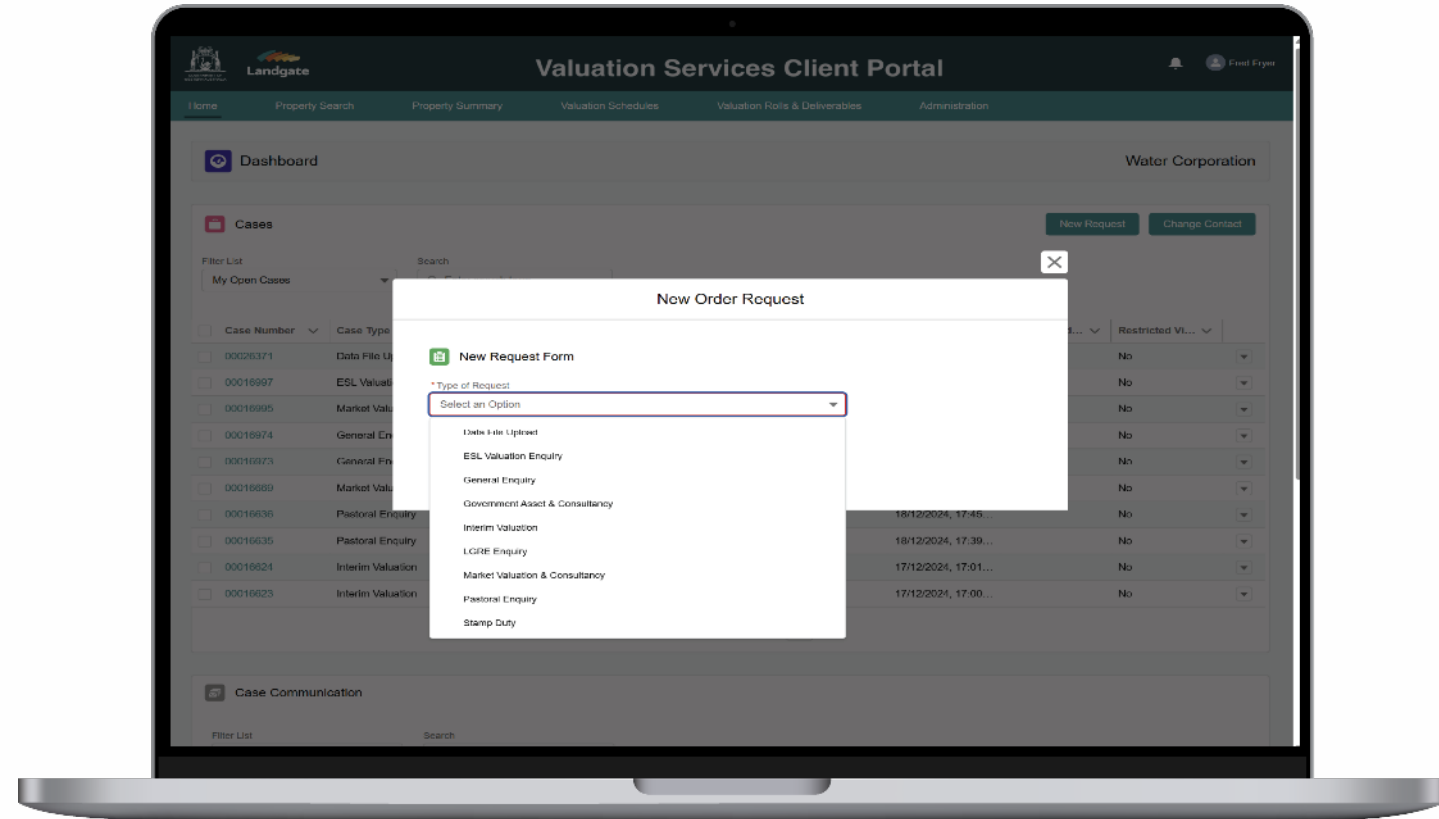 Landgate
Valuation Services Client Portal
Fred Fryer
Home Property Search Property Summary Valuation Schedules Valuation Rolls & Deliverables Administration
Dashboard Water Corporation
Cases New Request Change Contact
Filter List Search
My Open Cases
New Order Request
Case Number Case Type Restricted Vi...
New Request Form
00026371 Data File U No
*Type of Request
00016997 ESL Valuati No
Select an Option
00016995 Market Valu No
Data File Upload
00016974 General En No
ESL Valuation Enquiry
00016973 General En No
General Enquiry
00016669 Market Valu No
Government Asset & Consultancy
00016636 Pastoral Enquiry 18/12/2024, 17:45... No
Interim Valuation
00016635 Pastoral Enquiry 18/12/2024, 17:39... No
LGRE Enquiry
00016624 Interim Valuation 17/12/2024, 17:01... No
Market Valuation & Consultancy
00016623 Interim Valuation 17/12/2024, 17:00... No
Pastoral Enquiry
Stamp Duty
Case Communication
Filter List Search